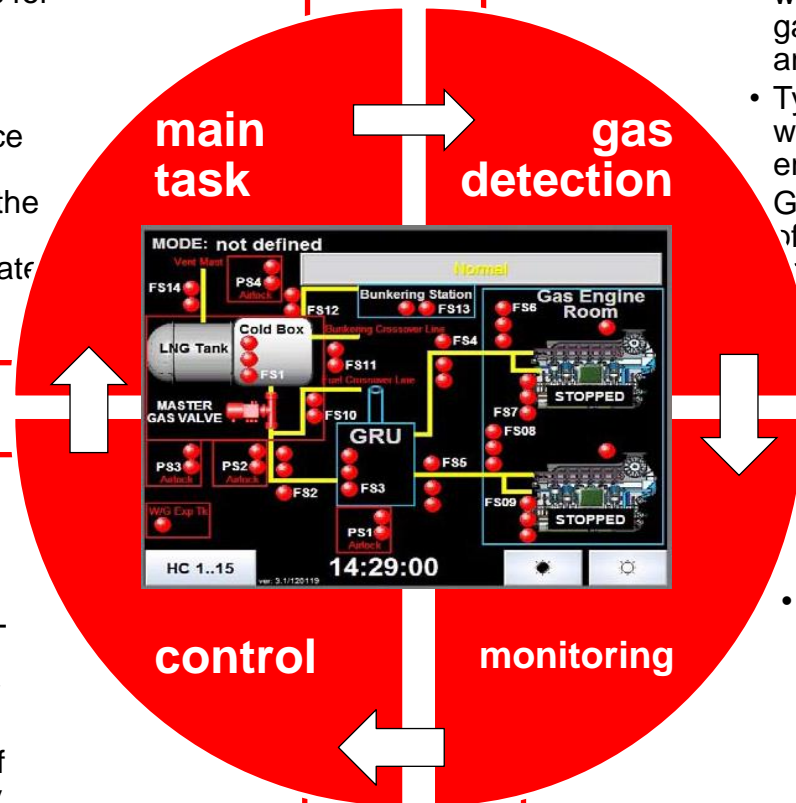 ce
the
main
task
gas
detection
MODE: not defined
Normal
Vent Mast
FS14
PS4
Airlock
FS12
Bunkering Station
FS13
Gas Engine
Room
FS6
LNG Tank
Cold Box
FS1
Bunkering Crossover Line
FS11
Fuel Crossover Line
FS4
STOPPED
MASTER
GAS VALVE
FS10
FS7
FS08
GRU
PS3
Airlock
PS2
Airlock
FS2
FS3
FS5
FS09
STOPPED
W/G Exp Tk
PS1
Airlock
HC 1..15
ver: 3.1/120119
14:29:00
control
monitoring